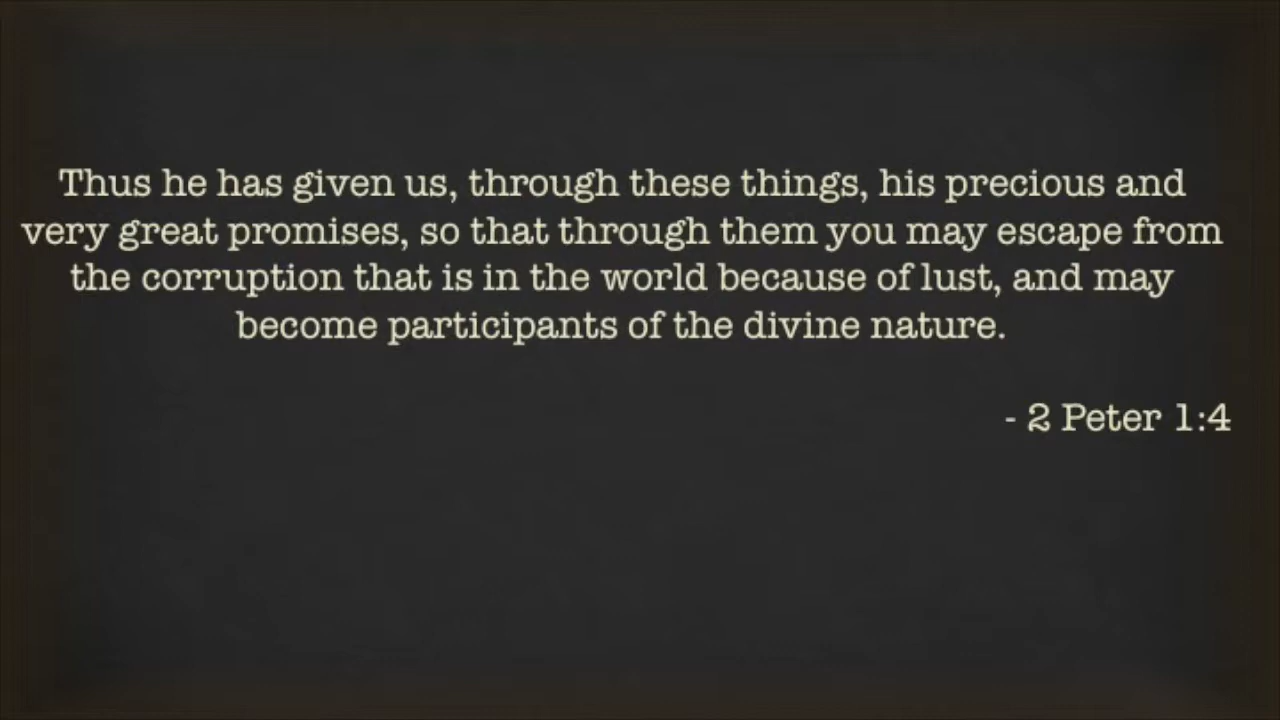 Thus he has given us, through these things, his precious and
very great promises, so that through them you may escape from
the corruption that is in the world because of lust, and may
become participants of the divine nature.
- 2 Peter 1:4